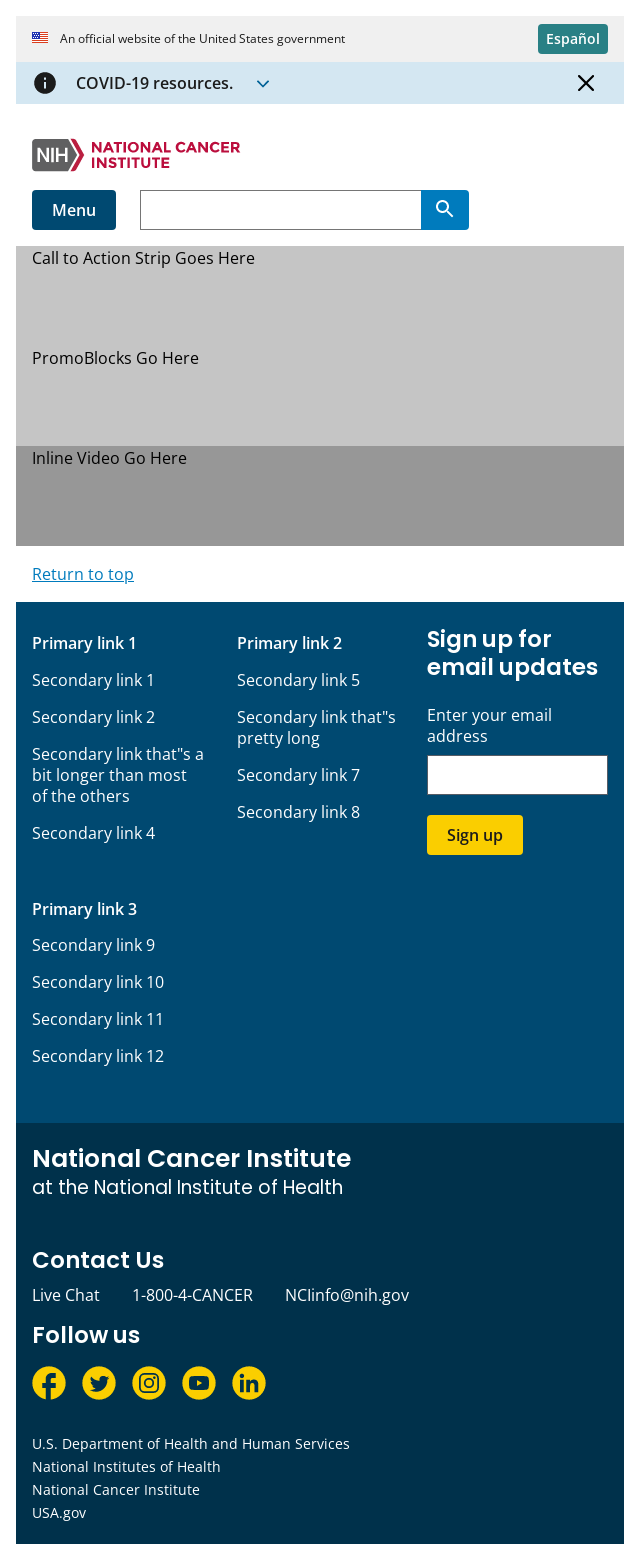 An official website of the United States government
Español
COVID-19 resources.
NIH NATIONAL CANCER
INSTITUTE
Menu
Call to Action Strip Goes Here
PromoBlocks Go Here
Inline Video Go Here
Return to top
Primary link 1
Secondary link 1
Secondary link 2
Secondary link that"s a
bit longer than most
of the others
Secondary link 4
Primary link 2
Secondary link 5
Secondary link that"s
pretty long
Secondary link 7
Secondary link 8
Sign up for
email updates
Enter your email
address
Sign up
Primary link 3
Secondary link 9
Secondary link 10
Secondary link 11
Secondary link 12
National Cancer Institute
at the National Institute of Health
Contact Us
Live Chat 1-800-4-CANCER NCIinfo@nih.gov
Follow us
U.S. Department of Health and Human Services
National Institutes of Health
National Cancer Institute
USA.gov